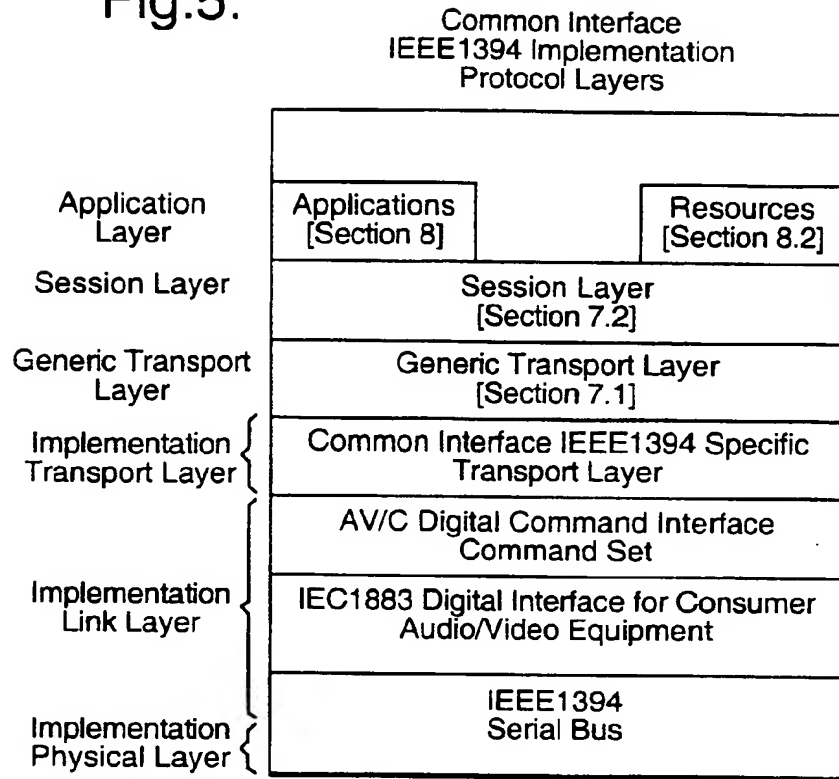 Fig.5.
Common Interface
IEEE1394 Implementation
Protocol Layers
Application
Layer
Applications
[Section 8]
Resources
[Section 8.2]
Session Layer
Session Layer
[Section 7.2]
Generic Transport
Layer
Generic Transport Layer
[Section 7.1]
Implementation
Transport Layer
Common Interface IEEE1394 Specific
Transport Layer
AV/C Digital Command Interface
Command Set
Implementation
Link Layer
IEC1883 Digital Interface for Consumer
Audio/Video Equipment
IEEE1394
Serial Bus
Implementation
Physical Layer